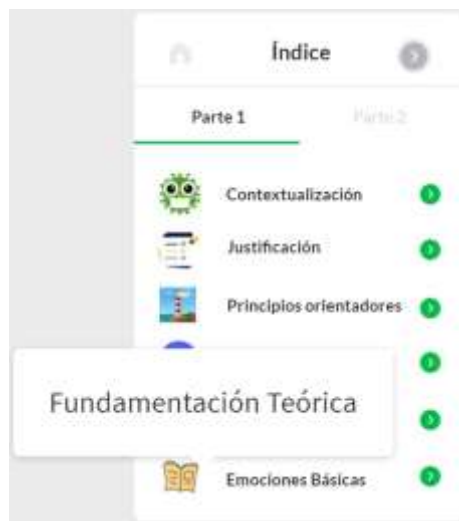 Índice
Parte 1 Parte 2
Contextualización
Justificación
Principios orientadores
Fundamentación Teórica
Emociones Básicas